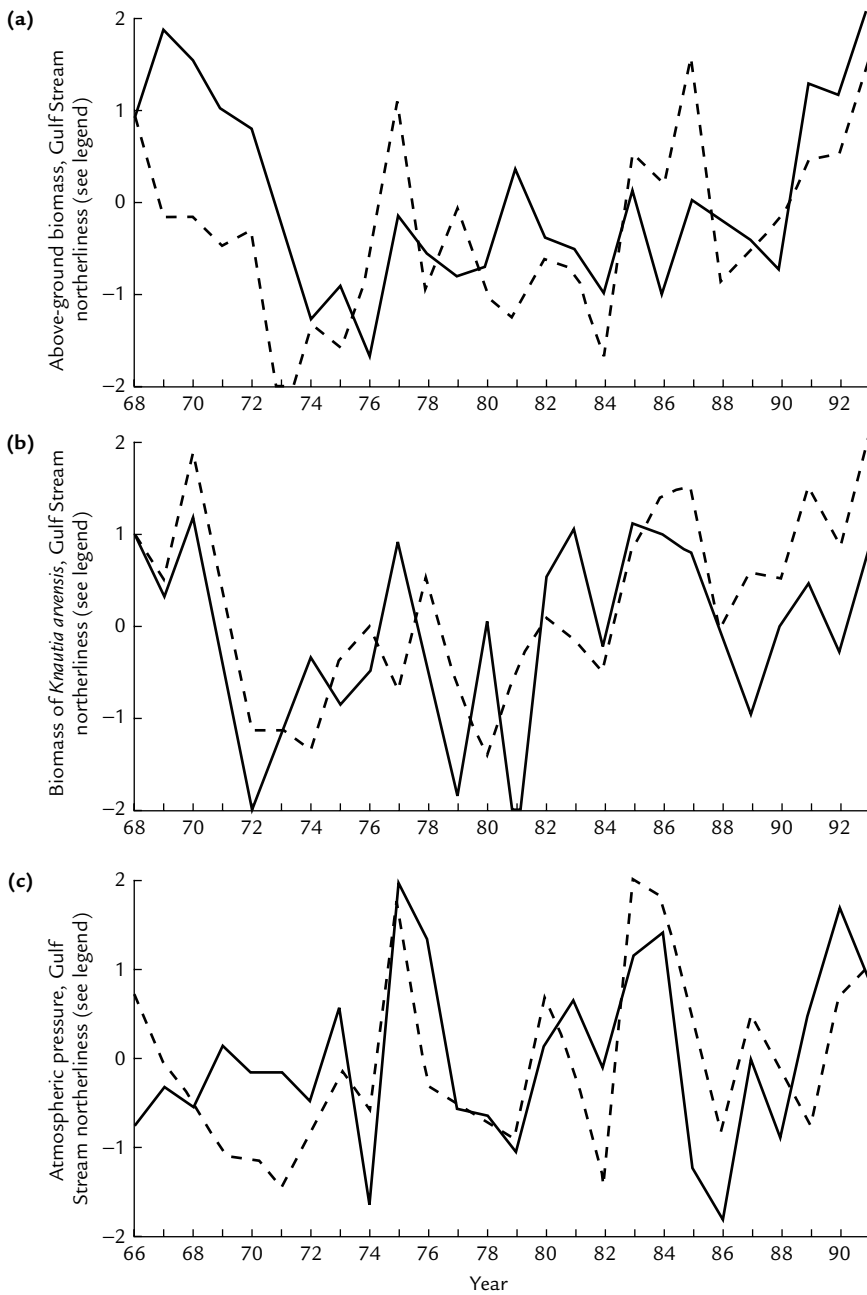 (a)
Above-ground biomass, Gulf Stream
northerliness (see legend)
2
1
0
−1
−2
68 70 72 74 76 78 80 82 84 86 88 90 92
(b)
Biomass of Knautia arvensis, Gulf Stream
northerliness (see legend)
2
1
0
−1
−2
68 70 72 74 76 78 80 82 84 86 88 90 92
(c)
Atmospheric pressure, Gulf
Stream northerliness (see legend)
2
1
0
−1
−2
66 70 72 74 76 78 80 82 84 86 88 90
Year